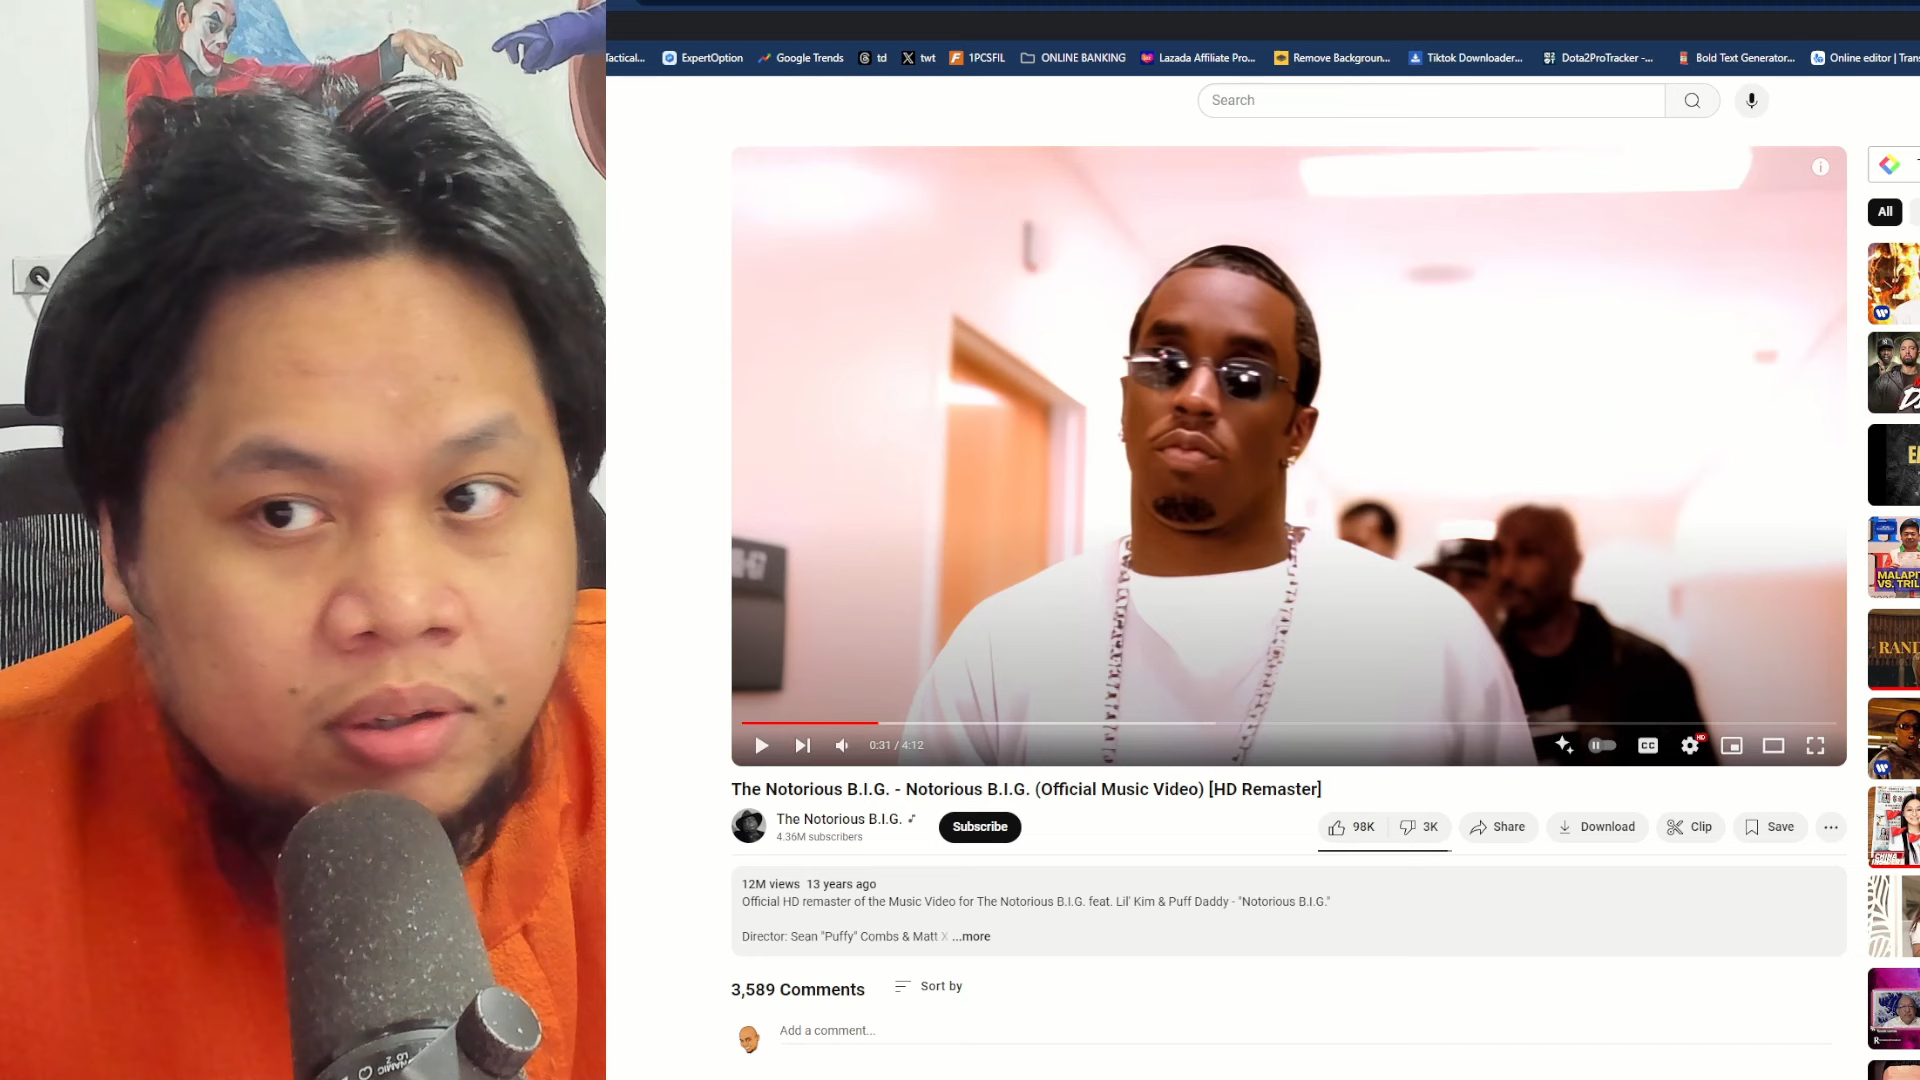 Tactical...
ExpertOption
Google Trends
td
twt
1PCSFIL
ONLINE BANKING
Lazada Affiliate Pro...
Remove Backgroun...
Tiktok Downloader...
Dota2ProTracker -...
Bold Text Generator...
Online editor | Trans
Search
All
MALAPI
VS. TRIL
RAND
0:31 / 4:12
CC
HD
The Notorious B.I.G. - Notorious B.I.G. (Official Music Video) [HD Remaster]
The Notorious B.I.G.
4.36M subscribers
Subscribe
98K
3K
Share
Download
Clip
Save
12M views 13 years ago
Official HD remaster of the Music Video for The Notorious B.I.G. feat. Lil' Kim & Puff Daddy - "Notorious B.I.G."
Director: Sean "Puffy" Combs & Matt X ...more
3,589 Comments
Sort by
Add a comment...